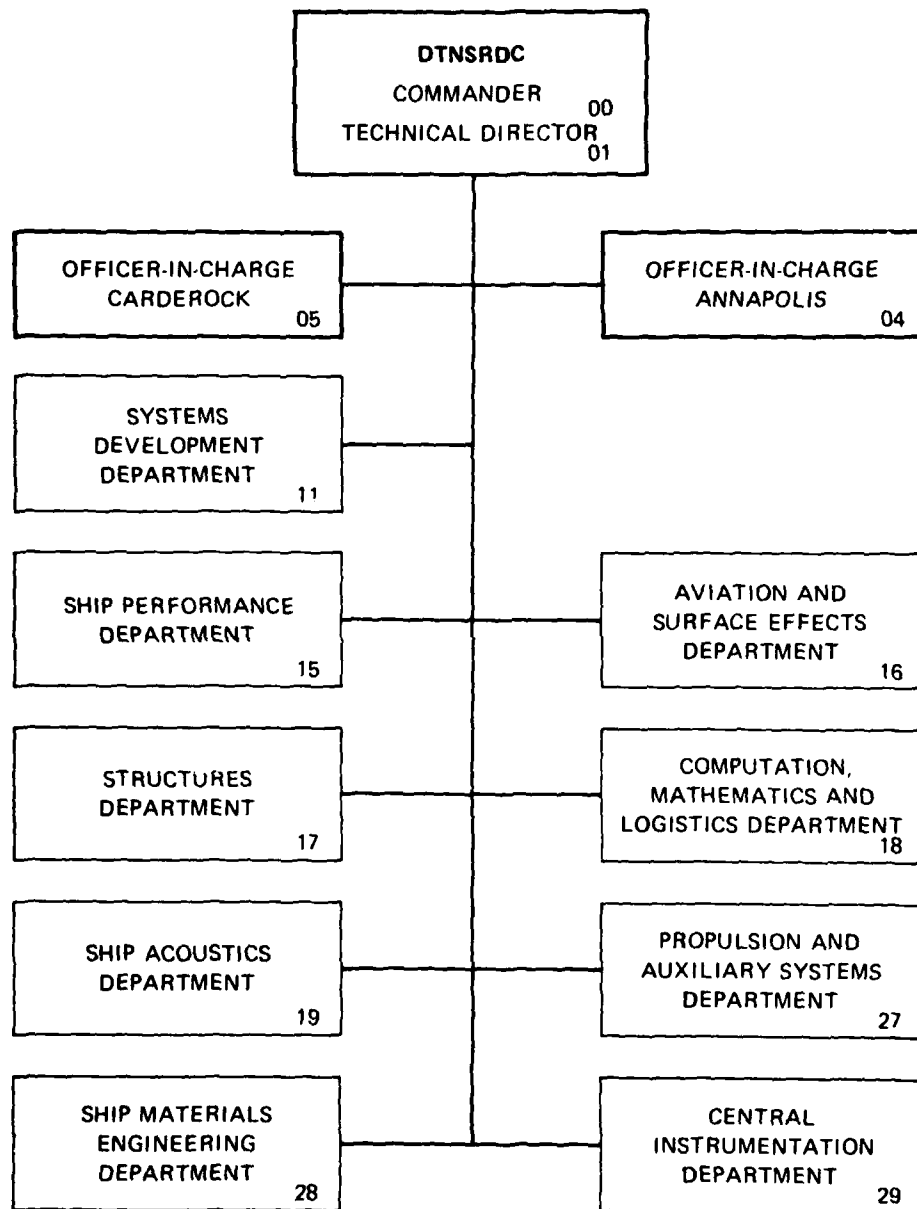 DTNSRDC
COMMANDER
00
TECHNICAL DIRECTOR
01
OFFICER-IN-CHARGE
CARDEROCK
05
OFFICER-IN-CHARGE
ANNAPOLIS
04
SYSTEMS
DEVELOPMENT
DEPARTMENT
11
SHIP PERFORMANCE
DEPARTMENT
15
AVIATION AND
SURFACE EFFECTS
DEPARTMENT
16
STRUCTURES
DEPARTMENT
17
COMPUTATION,
MATHEMATICS AND
LOGISTICS DEPARTMENT
18
SHIP ACOUSTICS
DEPARTMENT
19
PROPULSION AND
AUXILIARY SYSTEMS
DEPARTMENT
27
SHIP MATERIALS
ENGINEERING
DEPARTMENT
28
CENTRAL
INSTRUMENTATION
DEPARTMENT
29